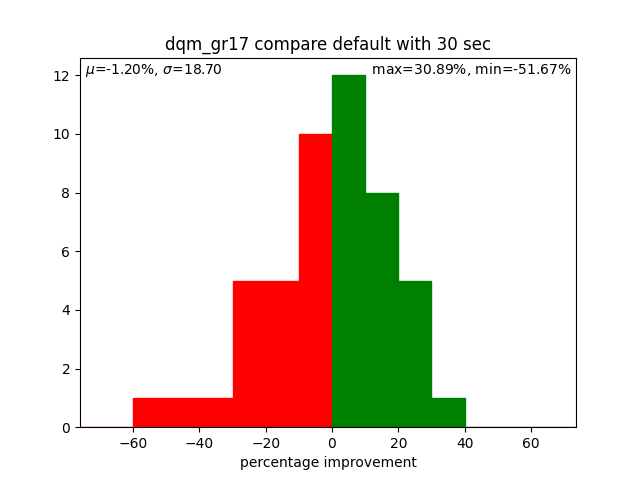 dqm_gr17 compare default with 30 sec
μ=-1.20%, σ=18.70
max=30.89%, min=-51.67%
12
10
8
6
4
2
0
−60 −40 −20 0 20 40 60
percentage improvement